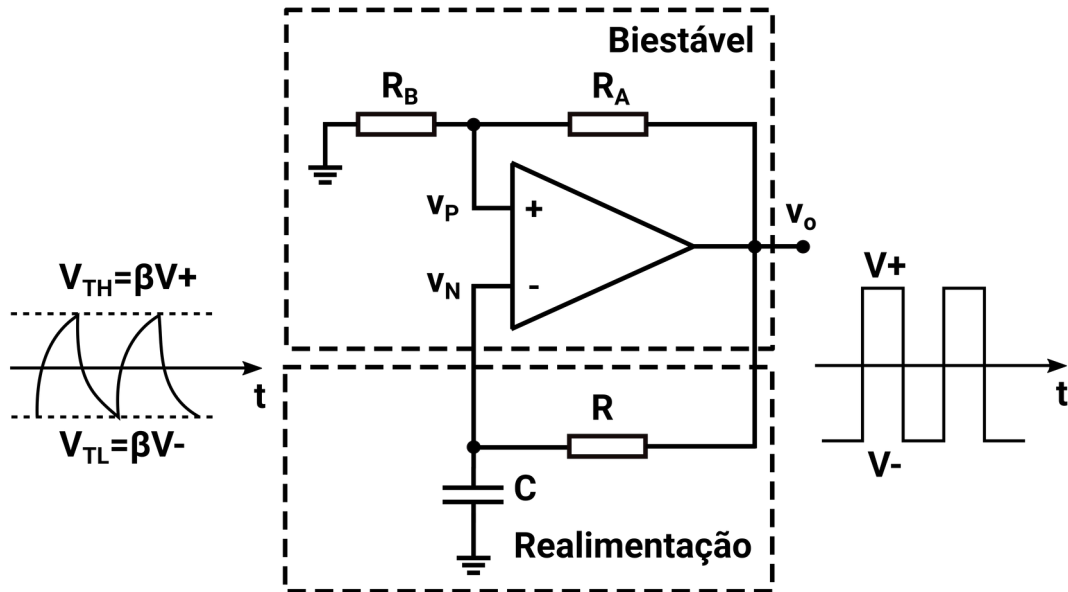 Biestável
R_B
R_A
v_P
+
v_o
V_TH=βV+
v_N
-
V+
t
R
t
V_TL=βV-
V-
C
Realimentação